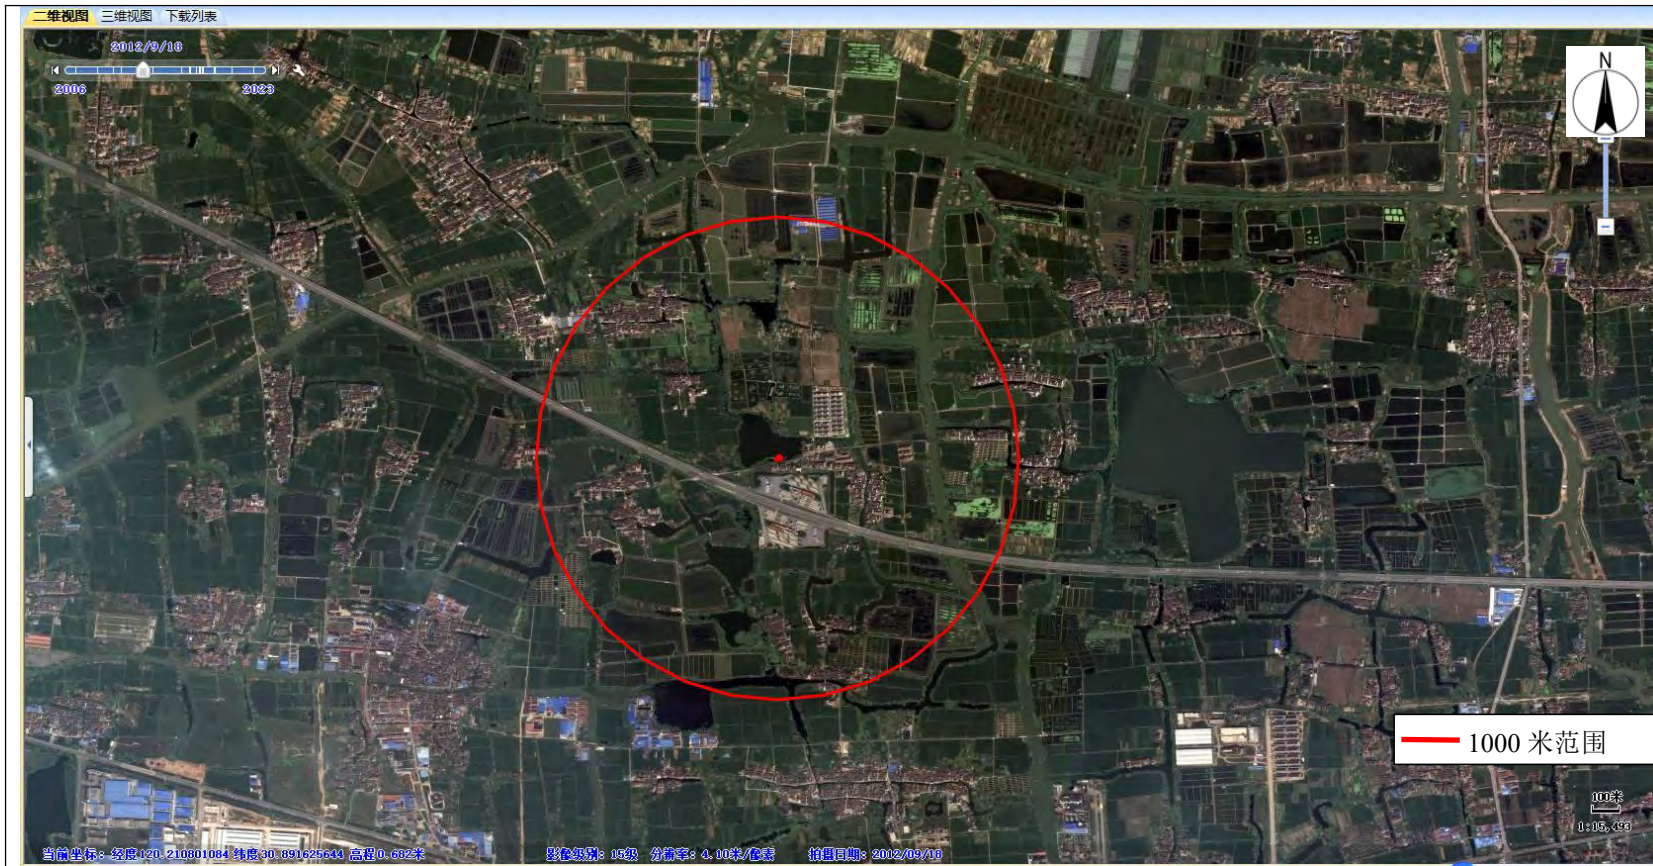 二维视图 三维视图 下载列表
2012/9/18
2006 2023
N
1000 米范围
100米
1:15,493
当前坐标: 经度120.210801084 纬度30.891625644 高程0.682米 影像级别: 15级 分辨率: 4.10米/像素 拍摄日期: 2012/09/18